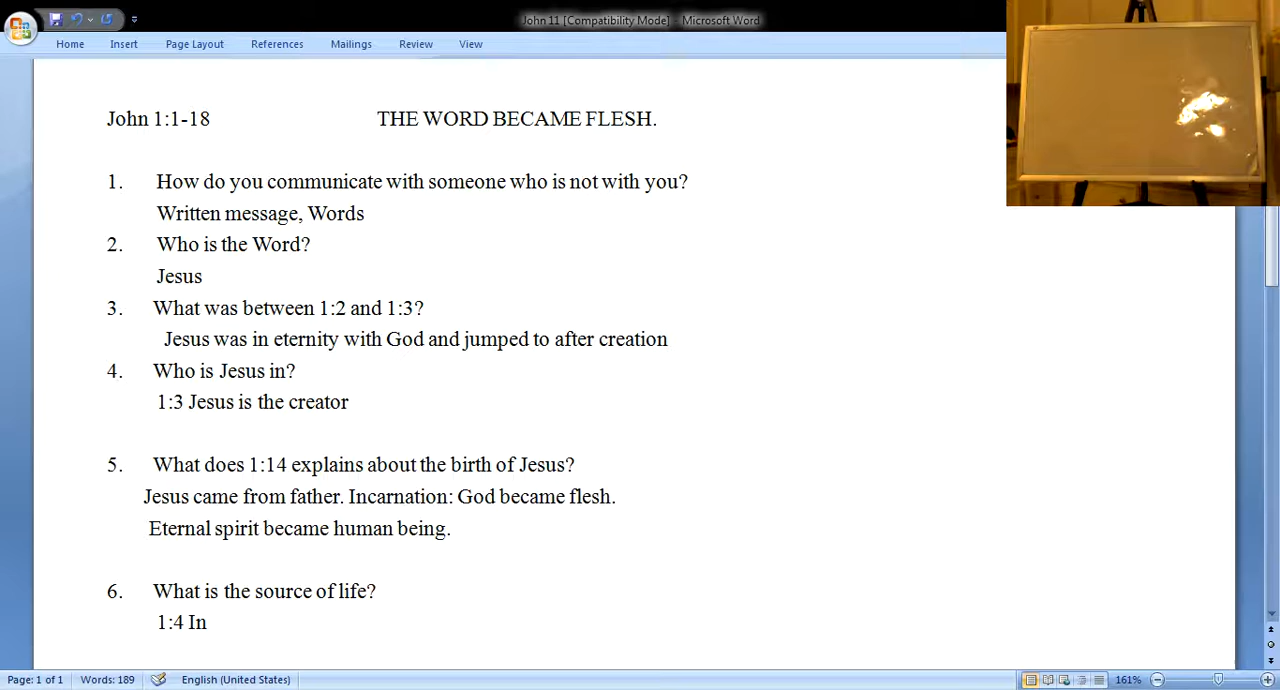 John 11 [Compatibility Mode] - Microsoft Word
Home Insert Page Layout References Mailings Review View
John 1:1-18 THE WORD BECAME FLESH.
1. How do you communicate with someone who is not with you?
Written message, Words
2. Who is the Word?
Jesus
3. What was between 1:2 and 1:3?
Jesus was in eternity with God and jumped to after creation
4. Who is Jesus in?
1:3 Jesus is the creator
5. What does 1:14 explains about the birth of Jesus?
Jesus came from father. Incarnation: God became flesh.
Eternal spirit became human being.
6. What is the source of life?
1:4 In
Page: 1 of 1 Words: 189 English (United States) 161%